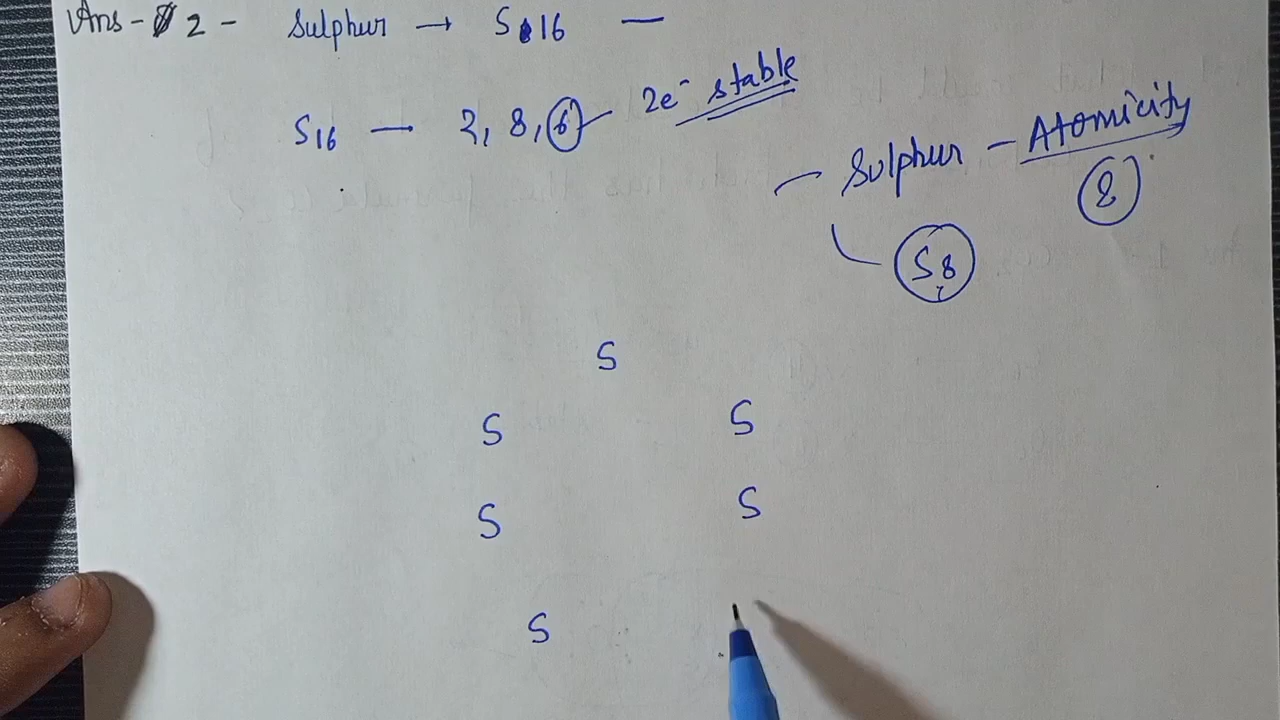 Ans - 2 - Sulphur → S 16 —
S16 — 2, 8, 6 - 2e⁻ stable
Sulphur - Atomicity
8
S8
S
S S
S S
S